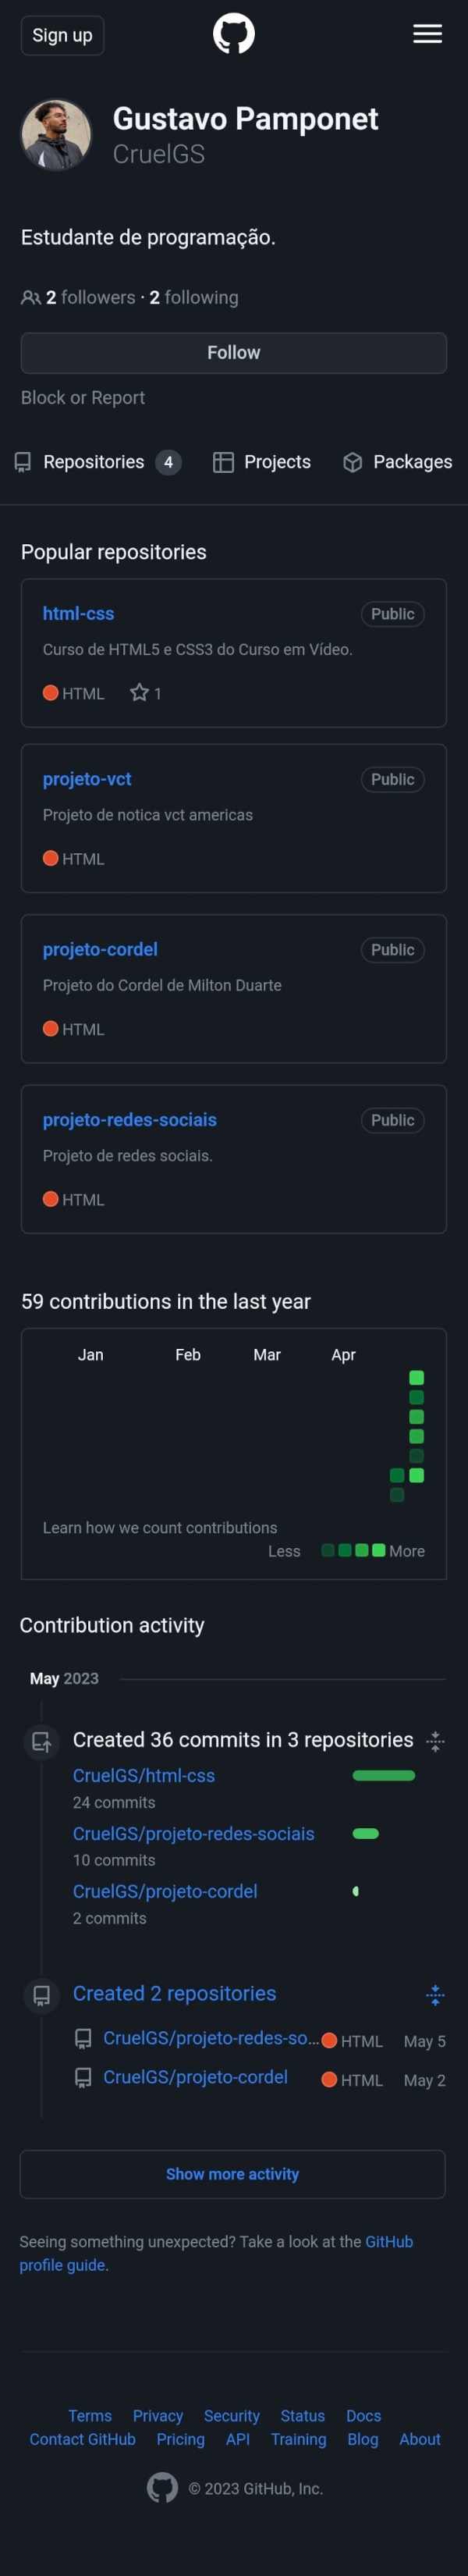 Sign up
Gustavo Pamponet
CruelGS
Estudante de programação.
2 followers · 2 following
Follow
Block or Report
Repositories 4 Projects Packages
Popular repositories
html-css Public
Curso de HTML5 e CSS3 do Curso em Vídeo.
HTML 1
projeto-vct Public
Projeto de notica vct americas
HTML
projeto-cordel Public
Projeto do Cordel de Milton Duarte
HTML
projeto-redes-sociais Public
Projeto de redes sociais.
HTML
59 contributions in the last year
Jan Feb Mar Apr
Learn how we count contributions
Less More
Contribution activity
May 2023
Created 36 commits in 3 repositories
CruelGS/html-css
24 commits
CruelGS/projeto-redes-sociais
10 commits
CruelGS/projeto-cordel
2 commits
Created 2 repositories
CruelGS/projeto-redes-so... HTML May 5
CruelGS/projeto-cordel HTML May 2
Show more activity
Seeing something unexpected? Take a look at the GitHub
profile guide.
Terms Privacy Security Status Docs
Contact GitHub Pricing API Training Blog About
© 2023 GitHub, Inc.